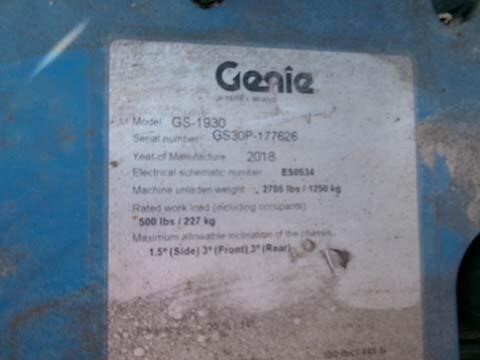 Genie
A TEREX BRAND
Model GS-1930
Serial number GS30P-177626
Year of Manufacture 2018
Electrical schematic number ES0534
Machine unladen weight 2755 lbs / 1250 kg
Rated work load (including occupants)
500 lbs / 227 kg
Maximum allowable inclination of the chassis
1.5° (Side) 3° (Front) 3° (Rear)